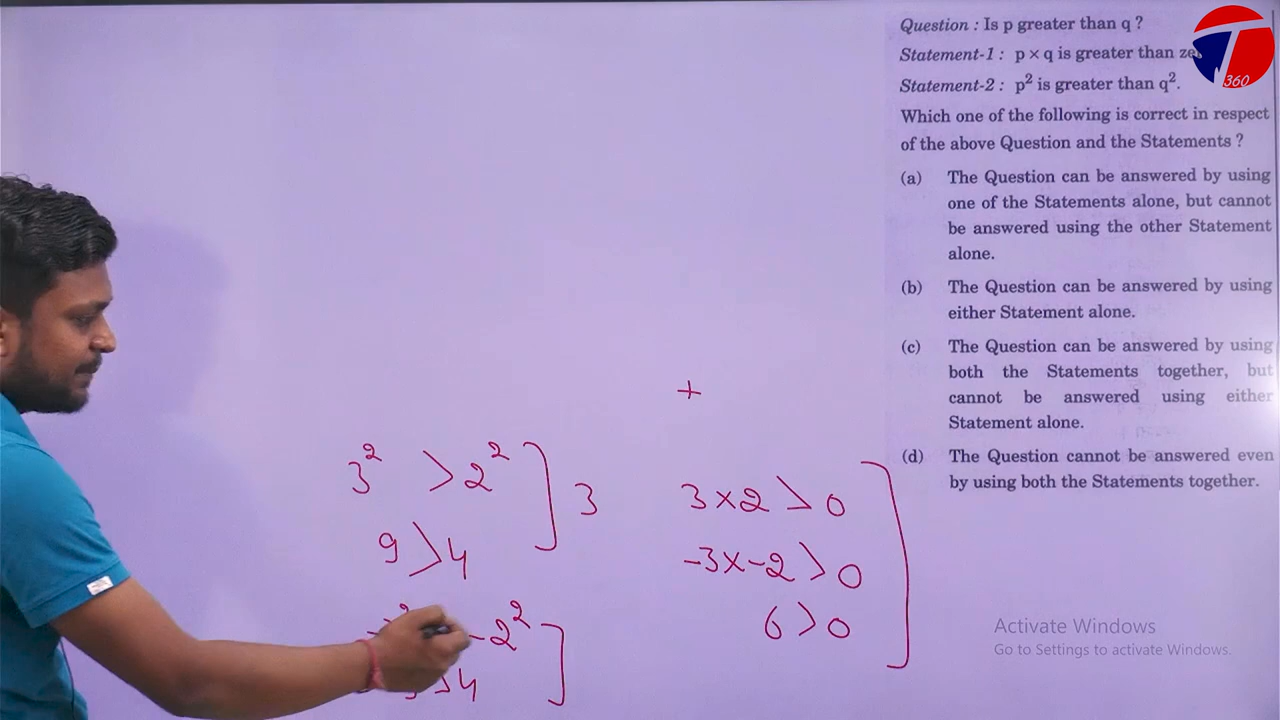 Question : Is p greater than q ?
Statement-1 : p × q is greater than ze
Statement-2 : p² is greater than q².
Which one of the following is correct in respect
of the above Question and the Statements ?
(a) The Question can be answered by using
one of the Statements alone, but cannot
be answered using the other Statement
alone.
(b) The Question can be answered by using
either Statement alone.
(c) The Question can be answered by using
both the Statements together, but
cannot be answered using either
Statement alone.
(d) The Question cannot be answered even
by using both the Statements together.
T
360
+
3² > 2²
9 > 4
3
-2²
>4
3×2 > 0
-3×-2 > 0
6 > 0
Activate Windows
Go to Settings to activate Windows.